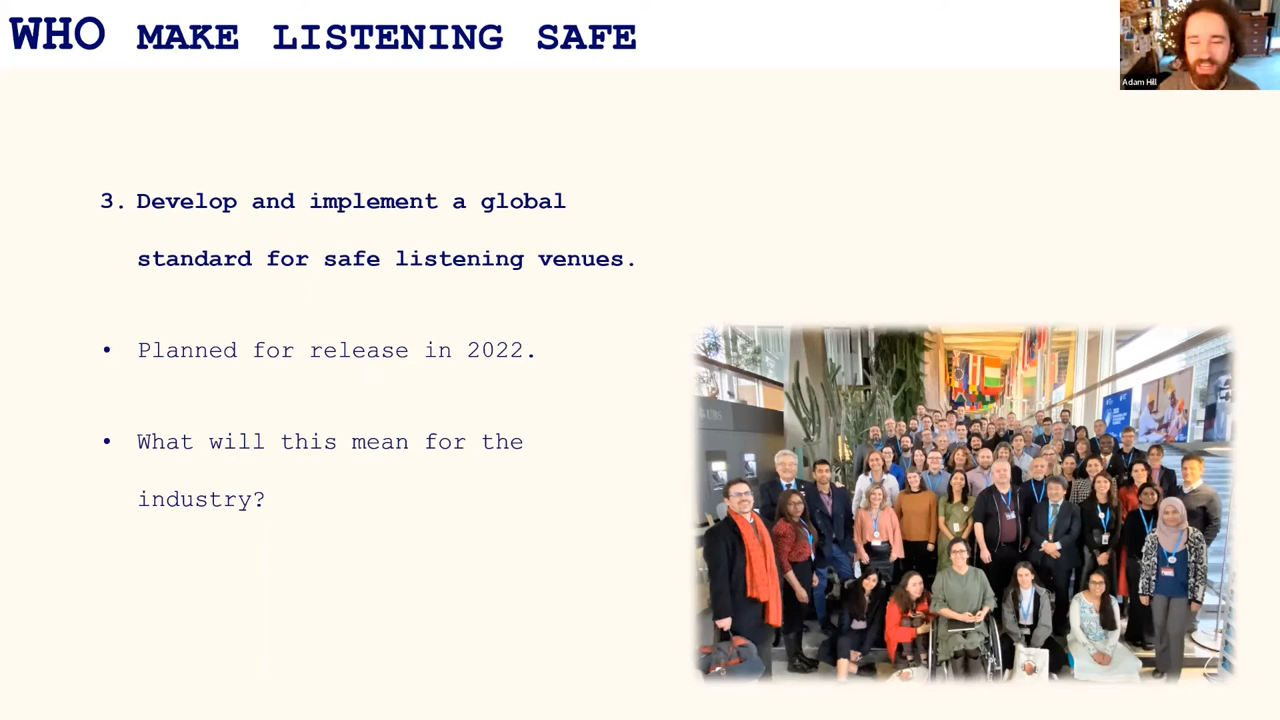 WHO MAKE LISTENING SAFE
Adam Hill
3. Develop and implement a global
standard for safe listening venues.
• Planned for release in 2022.
• What will this mean for the
industry?